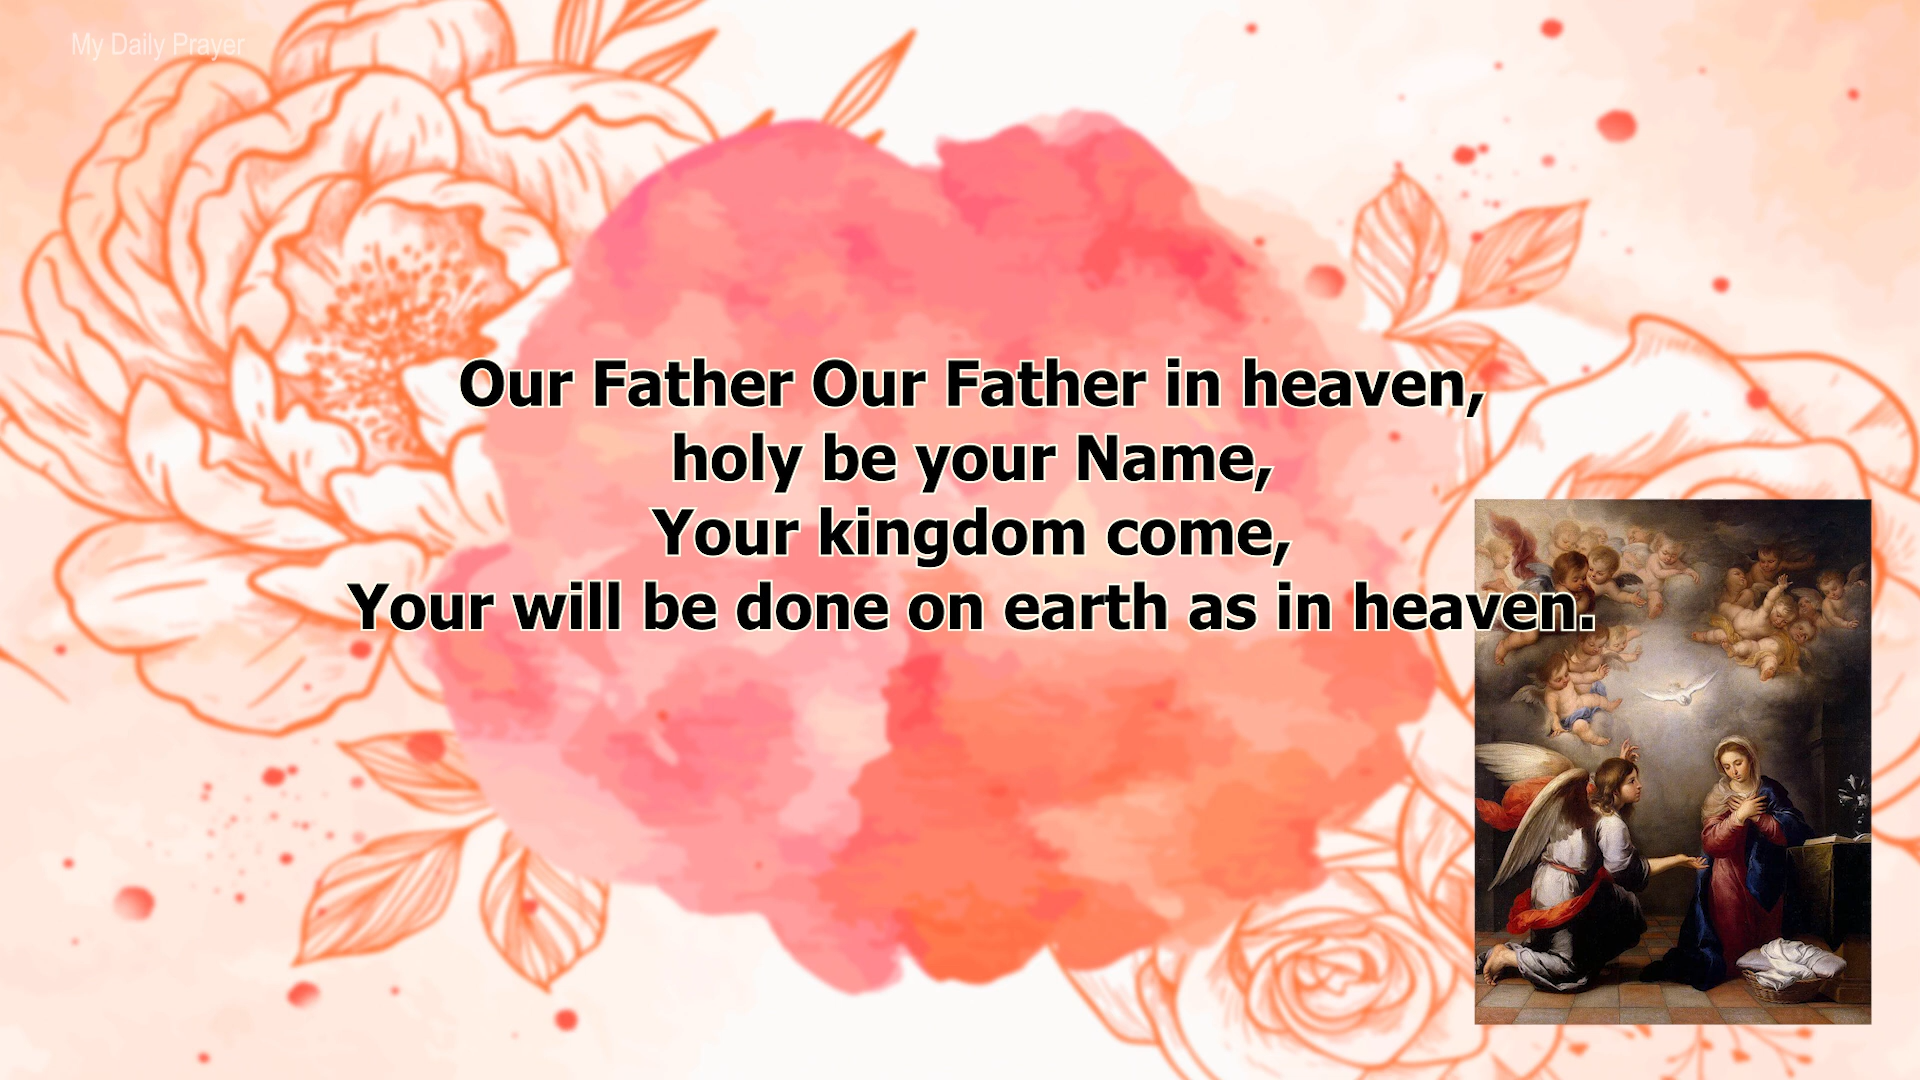 My Daily Prayer
Our Father Our Father in heaven,
holy be your Name,
Your kingdom come,
Your will be done on earth as in heaven.